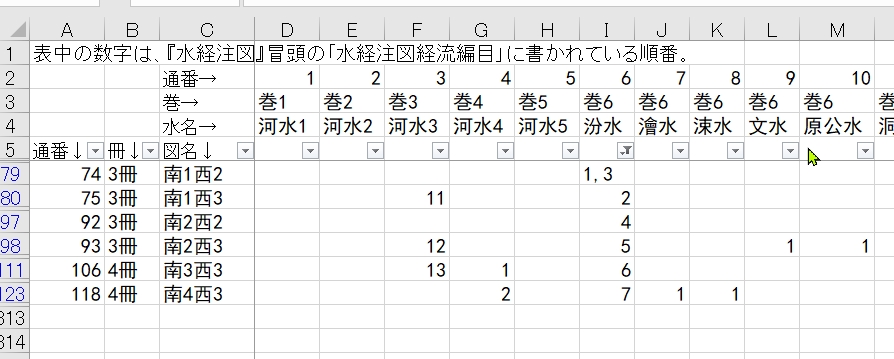 A B C D E F G H I J K L M
1 表中の数字は、『水経注図』冒頭の「水経注図経流編目」に書かれている順番。
2 通番→ 1 2 3 4 5 6 7 8 9 10
3 巻→ 巻1 巻2 巻3 巻4 巻5 巻6 巻6 巻6 巻6 巻6
4 水名→ 河水1 河水2 河水3 河水4 河水5 汾水 澮水 涑水 文水 原公水 洞
5 通番↓ 冊↓ 図名↓
79 74 3冊 南1西2 1,3
80 75 3冊 南1西3 11 2
97 92 3冊 南2西2 4
98 93 3冊 南2西3 12 5 1 1
111 106 4冊 南3西3 13 1 6
123 118 4冊 南4西3 2 7 1 1
313
314